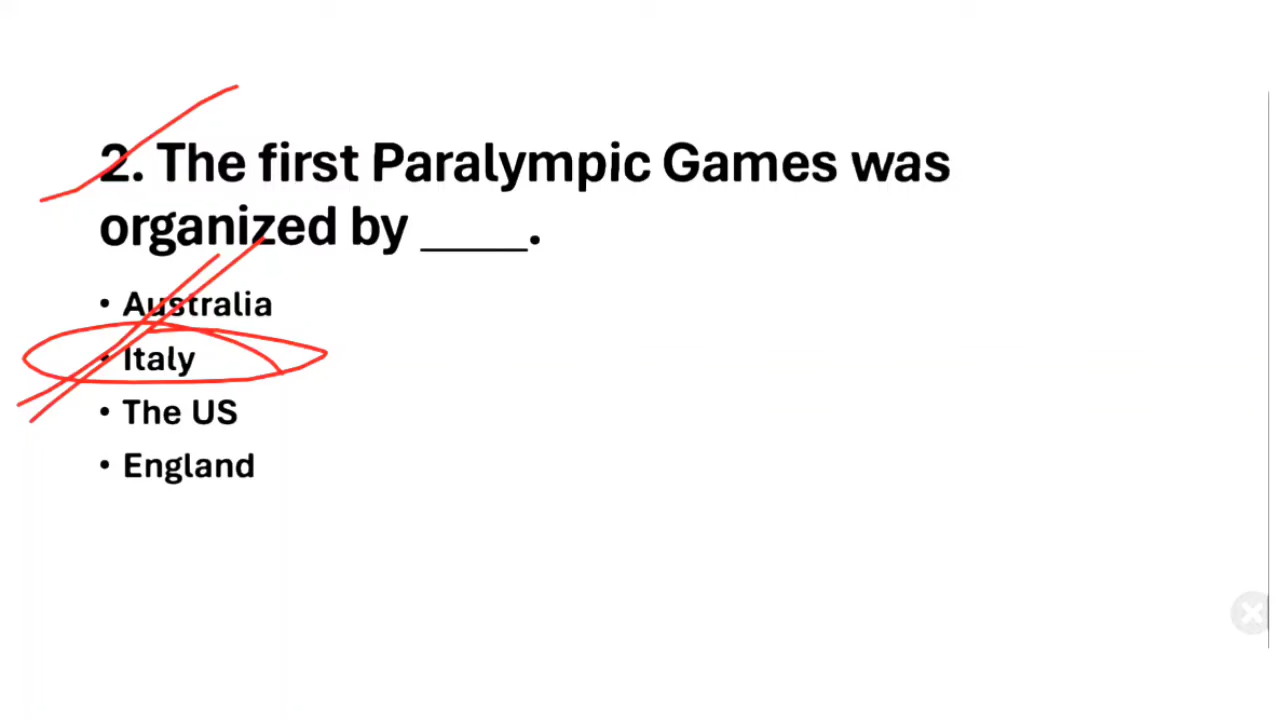 2. The first Paralympic Games was
organized by ____.
• Australia
• Italy
• The US
• England